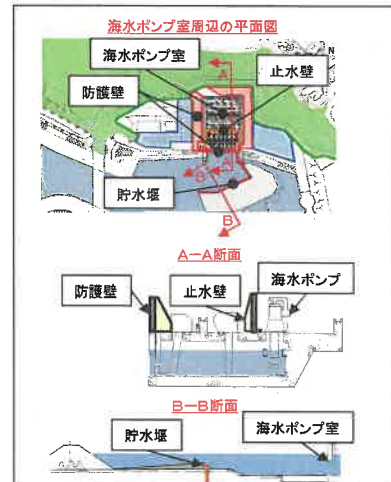 海水ポンプ室周辺の平面図
海水ポンプ室
N
A
止水壁
防護壁
A
B
貯水堰
B
A－A断面
防護壁
止水壁
海水ポンプ
B－B断面
貯水堰
海水ポンプ室